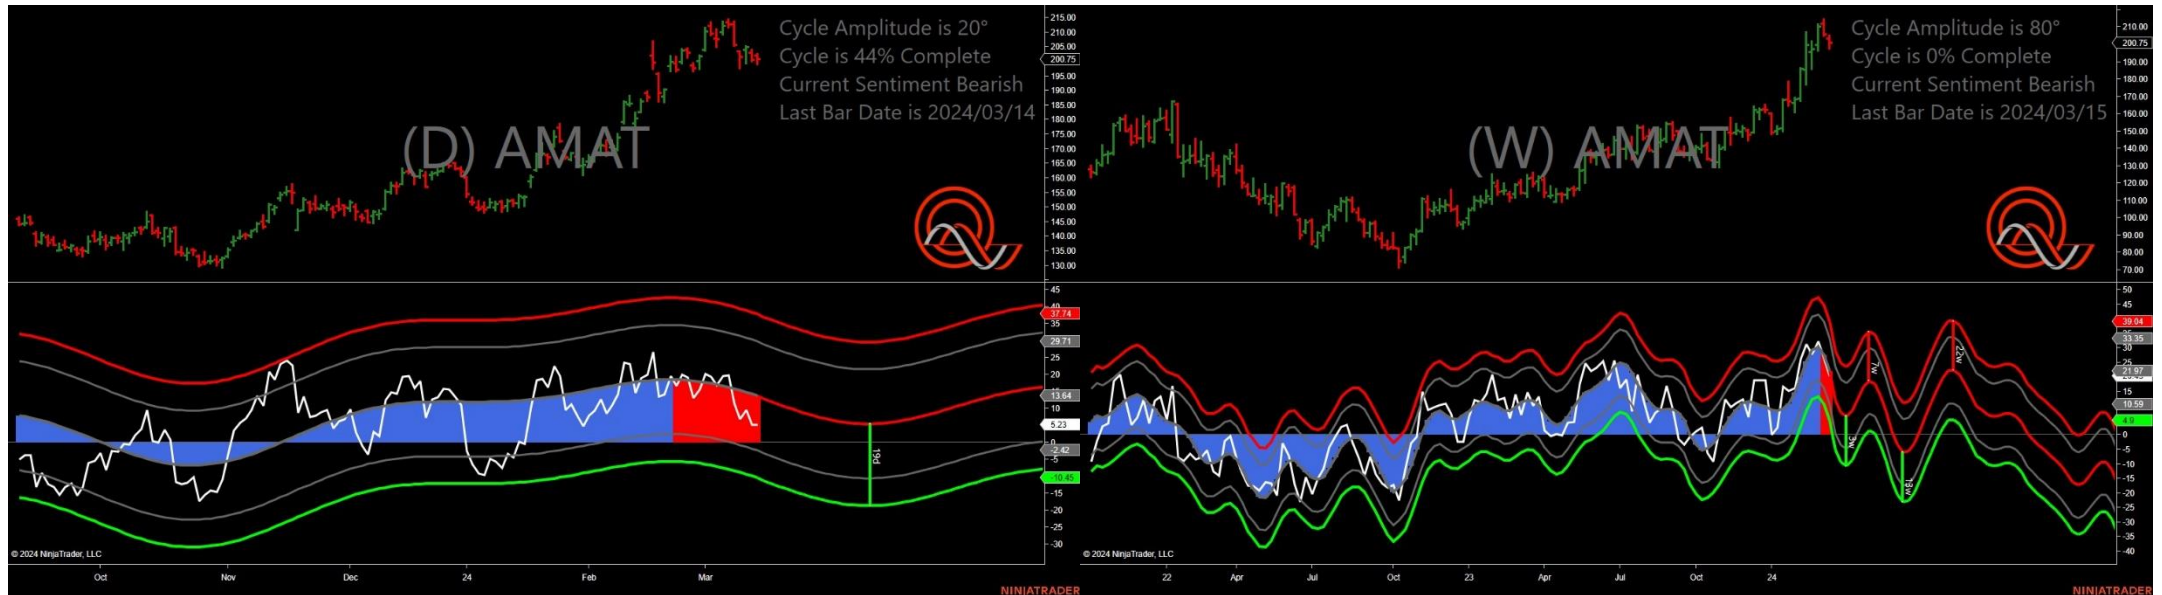 Cycle Amplitude is 20°
Cycle is 44% Complete
Current Sentiment Bearish
Last Bar Date is 2024/03/14
(D) AMAT
215.00
210.00
205.00
200.75
195.00
190.00
185.00
180.00
175.00
170.00
165.00
160.00
155.00
150.00
145.00
140.00
135.00
130.00
45
37.74
35
29.71
25
20
13.64
10
5.23
0
-2.42
-5
-10.45
-15
-20
-25
-30
19d
© 2024 NinjaTrader, LLC
Oct
Nov
Dec
24
Feb
Mar
NINJATRADER
Cycle Amplitude is 80°
Cycle is 0% Complete
Current Sentiment Bearish
Last Bar Date is 2024/03/15
(W) AMAT
210.00
200.75
190.00
180.00
170.00
160.00
150.00
140.00
130.00
120.00
110.00
100.00
90.00
80.00
70.00
50
45
39.04
33.35
30
25
21.97
15
10.59
4.9
0
-5
-10
-15
-20
-25
-30
-35
-40
3w
7w
18w
22w
© 2024 NinjaTrader, LLC
22
Apr
Jul
Oct
23
Apr
Jul
Oct
24
NINJATRADER